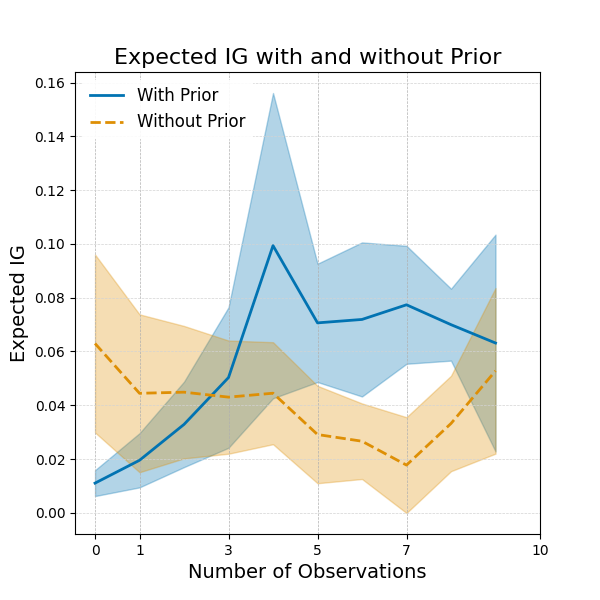 Expected IG with and without Prior
With Prior
Without Prior
Expected IG
0.16
0.14
0.12
0.10
0.08
0.06
0.04
0.02
0.00
0 1 3 5 7 10
Number of Observations